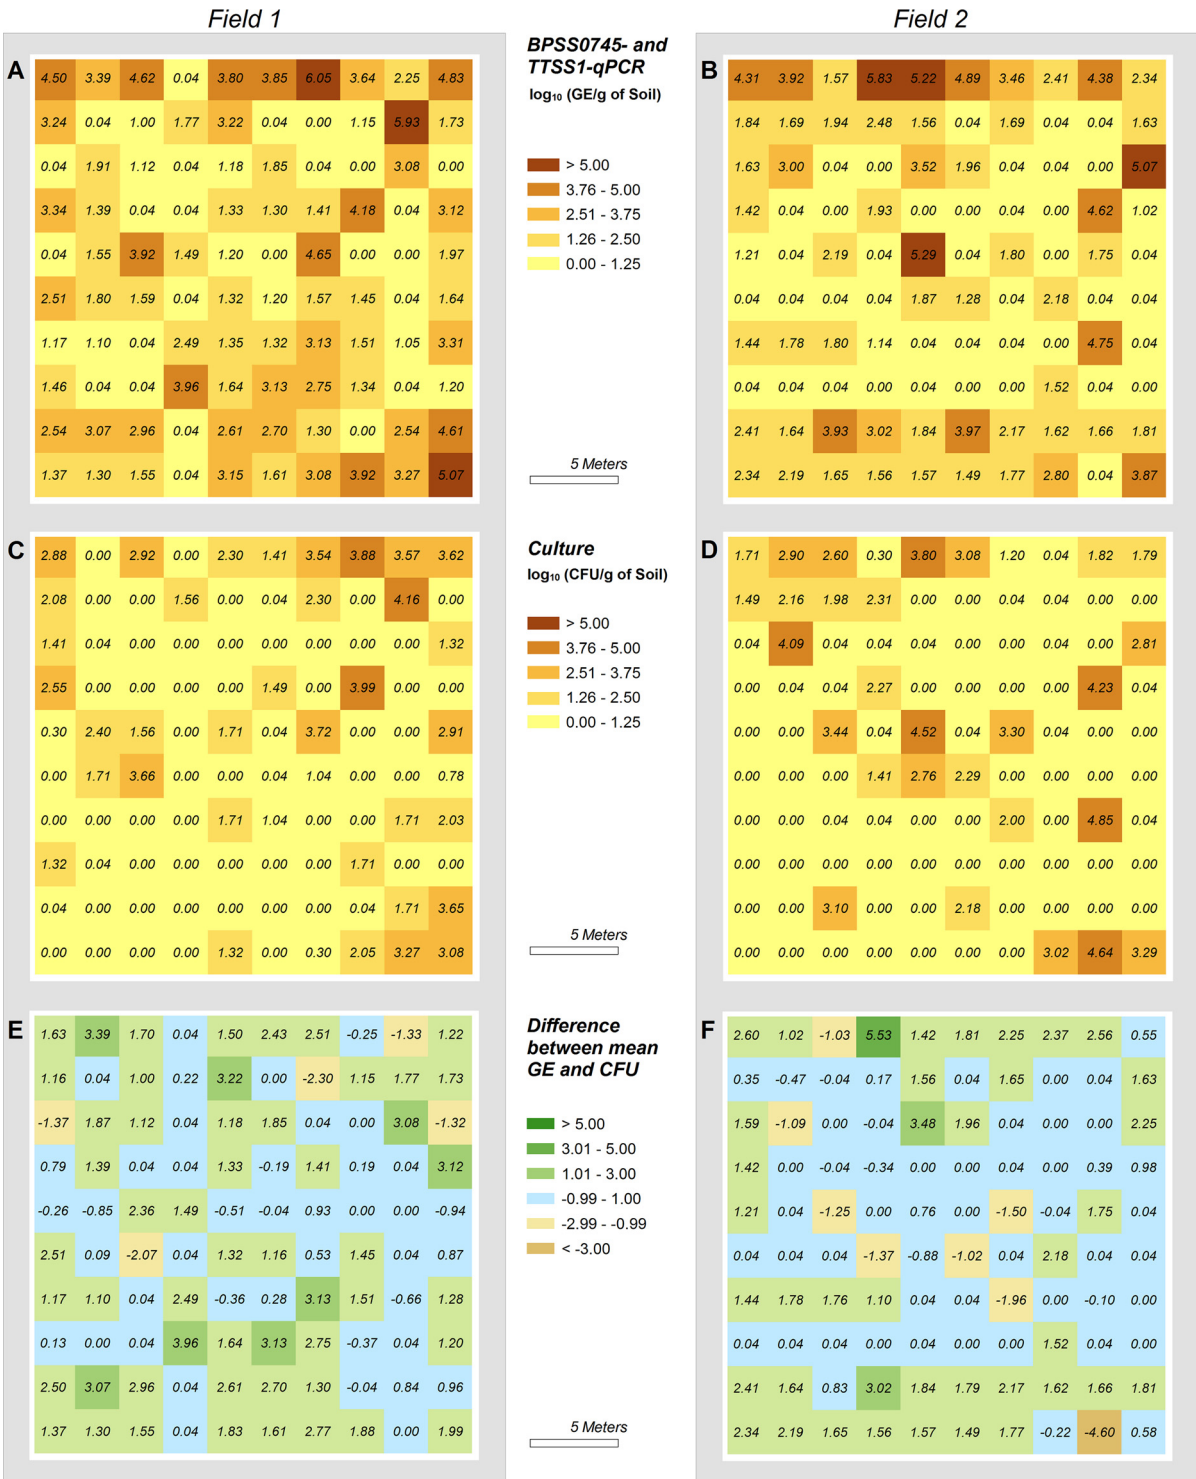 Field 1
Field 2
A
4.50 3.39 4.62 0.04 3.80 3.85 6.05 3.64 2.25 4.83
3.24 0.04 1.00 1.77 3.22 0.04 0.00 1.15 5.93 1.73
0.04 1.91 1.12 0.04 1.18 1.85 0.04 0.00 3.08 0.00
3.34 1.39 0.04 0.04 1.33 1.30 1.41 4.18 0.04 3.12
0.04 1.55 3.92 1.49 1.20 0.00 4.65 0.00 0.00 1.97
2.51 1.80 1.59 0.04 1.32 1.20 1.57 1.45 0.04 1.64
1.17 1.10 0.04 2.49 1.35 1.32 3.13 1.51 1.05 3.31
1.46 0.04 0.04 3.96 1.64 3.13 2.75 1.34 0.04 1.20
2.54 3.07 2.96 0.04 2.61 2.70 1.30 0.00 2.54 4.61
1.37 1.30 1.55 0.04 3.15 1.61 3.08 3.92 3.27 5.07
BPSS0745- and
TTSS1-qPCR
log₁₀ (GE/g of Soil)
> 5.00
3.76 - 5.00
2.51 - 3.75
1.26 - 2.50
0.00 - 1.25
5 Meters
B
4.31 3.92 1.57 5.83 5.22 4.89 3.46 2.41 4.38 2.34
1.84 1.69 1.94 2.48 1.56 0.04 1.69 0.04 0.04 1.63
1.63 3.00 0.04 0.00 3.52 1.96 0.04 0.04 0.00 5.07
1.42 0.04 0.00 1.93 0.00 0.00 0.04 0.00 4.62 1.02
1.21 0.04 2.19 0.04 5.29 0.04 1.80 0.00 1.75 0.04
0.04 0.04 0.04 0.04 1.87 1.28 0.04 2.18 0.04 0.04
1.44 1.78 1.80 1.14 0.04 0.04 0.04 0.00 4.75 0.04
0.04 0.04 0.04 0.00 0.04 0.00 0.00 1.52 0.04 0.00
2.41 1.64 3.93 3.02 1.84 3.97 2.17 1.62 1.66 1.81
2.34 2.19 1.65 1.56 1.57 1.49 1.77 2.80 0.04 3.87
C
2.88 0.00 2.92 0.00 2.30 1.41 3.54 3.88 3.57 3.62
2.08 0.00 0.00 1.56 0.00 0.04 2.30 0.00 4.16 0.00
1.41 0.04 0.00 0.00 0.00 0.00 0.00 0.00 0.00 1.32
2.55 0.00 0.00 0.00 0.00 1.49 0.00 3.99 0.00 0.00
0.30 2.40 1.56 0.00 1.71 0.04 3.72 0.00 0.00 2.91
0.00 1.71 3.66 0.00 0.00 0.04 1.04 0.00 0.00 0.78
0.00 0.00 0.00 0.00 1.71 1.04 0.00 0.00 1.71 2.03
1.32 0.04 0.00 0.00 0.00 0.00 0.00 1.71 0.00 0.00
0.04 0.00 0.00 0.00 0.00 0.00 0.00 0.04 1.71 3.65
0.00 0.00 0.00 0.00 1.32 0.00 0.30 2.05 3.27 3.08
Culture
log₁₀ (CFU/g of Soil)
> 5.00
3.76 - 5.00
2.51 - 3.75
1.26 - 2.50
0.00 - 1.25
5 Meters
D
1.71 2.90 2.60 0.30 3.80 3.08 1.20 0.04 1.82 1.79
1.49 2.16 1.98 2.31 0.00 0.00 0.04 0.04 0.00 0.00
0.04 4.09 0.04 0.04 0.04 0.00 0.00 0.04 0.00 2.81
0.00 0.04 0.04 2.27 0.00 0.00 0.00 0.00 4.23 0.04
0.00 0.00 3.44 0.04 4.52 0.04 3.30 0.04 0.00 0.00
0.00 0.00 0.00 1.41 2.76 2.29 0.00 0.00 0.00 0.00
0.00 0.00 0.04 0.04 0.00 0.00 2.00 0.00 4.85 0.04
0.00 0.00 0.00 0.00 0.00 0.00 0.00 0.00 0.00 0.00
0.00 0.00 3.10 0.00 0.00 2.18 0.00 0.00 0.00 0.00
0.00 0.00 0.00 0.00 0.00 0.00 0.00 3.02 4.64 3.29
E
1.63 3.39 1.70 0.04 1.50 2.43 2.51 -0.25 -1.33 1.22
1.16 0.04 1.00 0.22 3.22 0.00 -2.30 1.15 1.77 1.73
-1.37 1.87 1.12 0.04 1.18 1.85 0.04 0.00 3.08 -1.32
0.79 1.39 0.04 0.04 1.33 -0.19 1.41 0.19 0.04 3.12
-0.26 -0.85 2.36 1.49 -0.51 -0.04 0.93 0.00 0.00 -0.94
2.51 0.09 -2.07 0.04 1.32 1.16 0.53 1.45 0.04 0.87
1.17 1.10 0.04 2.49 -0.36 0.28 3.13 1.51 -0.66 1.28
0.13 0.00 0.04 3.96 1.64 3.13 2.75 -0.37 0.04 1.20
2.50 3.07 2.96 0.04 2.61 2.70 1.30 -0.04 0.84 0.96
1.37 1.30 1.55 0.04 1.83 1.61 2.77 1.88 0.00 1.99
Difference
between mean
GE and CFU
> 5.00
3.01 - 5.00
1.01 - 3.00
-0.99 - 1.00
-2.99 - -0.99
< -3.00
5 Meters
F
2.60 1.02 -1.03 5.53 1.42 1.81 2.25 2.37 2.56 0.55
0.35 -0.47 -0.04 0.17 1.56 0.04 1.65 0.00 0.04 1.63
1.59 -1.09 0.00 -0.04 3.48 1.96 0.04 0.00 0.00 2.25
1.42 0.00 -0.04 -0.34 0.00 0.00 0.04 0.00 0.39 0.98
1.21 0.04 -1.25 0.00 0.76 0.00 -1.50 -0.04 1.75 0.04
0.04 0.04 0.04 -1.37 -0.88 -1.02 0.04 2.18 0.04 0.04
1.44 1.78 1.76 1.10 0.04 0.04 -1.96 0.00 -0.10 0.00
0.04 0.04 0.04 0.00 0.04 0.00 0.00 1.52 0.04 0.00
2.41 1.64 0.83 3.02 1.84 1.79 2.17 1.62 1.66 1.81
2.34 2.19 1.65 1.56 1.57 1.49 1.77 -0.22 -4.60 0.58